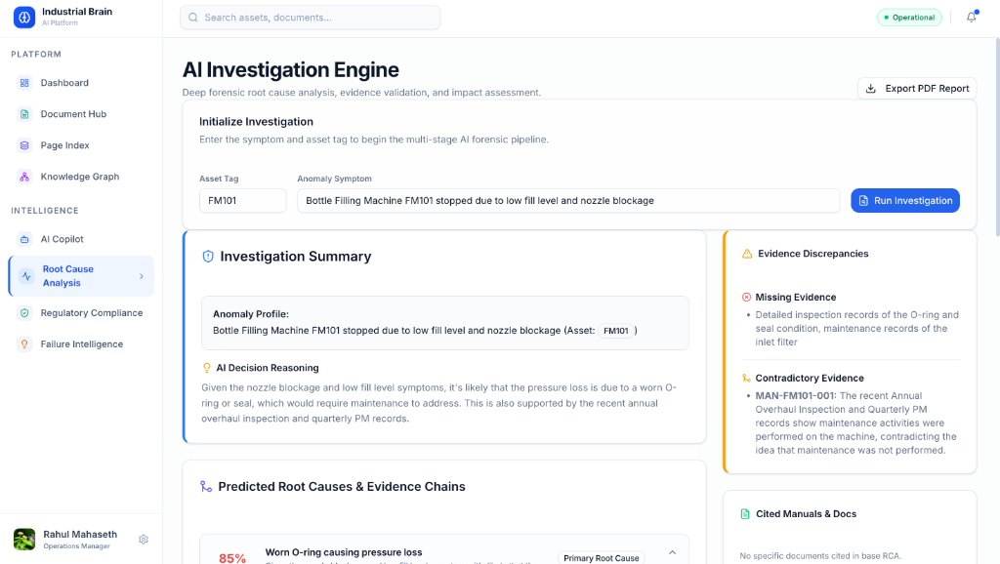 Industrial Brain
AI Platform
Search assets, documents...
Operational
PLATFORM
Dashboard
Document Hub
Page Index
Knowledge Graph
INTELLIGENCE
AI Copilot
Root Cause
Analysis
Regulatory Compliance
Failure Intelligence
Rahul Mahaseth
Operations Manager
AI Investigation Engine
Deep forensic root cause analysis, evidence validation, and impact assessment.
Export PDF Report
Initialize Investigation
Enter the symptom and asset tag to begin the multi-stage AI forensic pipeline.
Asset Tag
Anomaly Symptom
FM101
Bottle Filling Machine FM101 stopped due to low fill level and nozzle blockage
Run Investigation
Investigation Summary
Anomaly Profile:
Bottle Filling Machine FM101 stopped due to low fill level and nozzle blockage (Asset: FM101 )
AI Decision Reasoning
Given the nozzle blockage and low fill level symptoms, it's likely that the pressure loss is due to a worn O-
ring or seal, which would require maintenance to address. This is also supported by the recent annual
overhaul inspection and quarterly PM records.
Predicted Root Causes & Evidence Chains
85%
Worn O-ring causing pressure loss
Primary Root Cause
Evidence Discrepancies
Missing Evidence
• Detailed inspection records of the O-ring and
seal condition, maintenance records of the
inlet filter
Contradictory Evidence
• MAN-FM101-001: The recent Annual
Overhaul Inspection and Quarterly PM
records show maintenance activities were
performed on the machine, contradicting the
idea that maintenance was not performed.
Cited Manuals & Docs
No specific documents cited in base RCA.